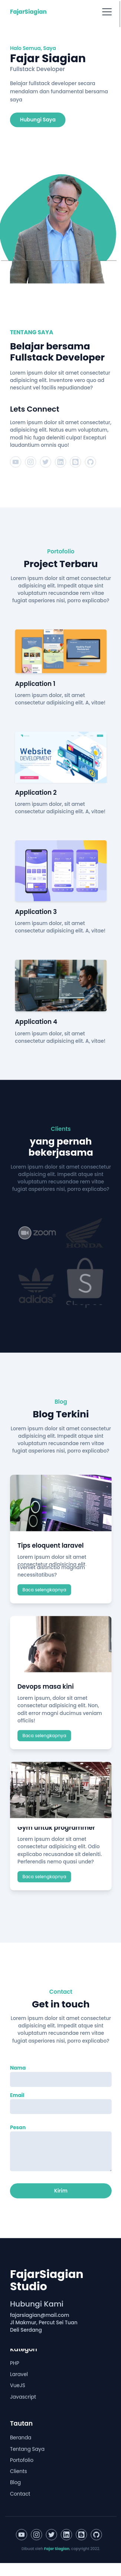 FajarSiagian
Halo Semua, Saya
Fajar Siagian
Fullstack Developer
Belajar fullstack developer secara
mendalam dan fundamental bersama
saya
Hubungi Saya
TENTANG SAYA
Belajar bersama
Fullstack Developer
Lorem ipsum dolor sit amet consectetur
adipisicing elit. Inventore vero quo ad
nesciunt vel facilis repudiandae?
Lets Connect
Lorem ipsum dolor sit amet consectetur,
adipisicing elit. Natus eum voluptatum,
modi hic fuga deleniti culpa! Excepturi
laudantium omnis quo!
Portofolio
Project Terbaru
Lorem ipsum dolor sit amet consectetur
adipisicing elit. Impedit atque sint
voluptatum recusandae rem vitae
fugiat asperiores nisi, porro explicabo?
Application 1
Lorem ipsum dolor, sit amet
consectetur adipisicing elit. A, vitae!
Website
DEVELOPMENT
Application 2
Lorem ipsum dolor, sit amet
consectetur adipisicing elit. A, vitae!
Application 3
Lorem ipsum dolor, sit amet
consectetur adipisicing elit. A, vitae!
Application 4
Lorem ipsum dolor, sit amet
consectetur adipisicing elit. A, vitae!
Clients
yang pernah
bekerjasama
Lorem ipsum dolor sit amet consectetur
adipisicing elit. Impedit atque sint
voluptatum recusandae rem vitae
fugiat asperiores nisi, porro explicabo?
zoom
HONDA
adidas
Blog
Blog Terkini
Lorem ipsum dolor sit amet consectetur
adipisicing elit. Impedit atque sint
voluptatum recusandae rem vitae
fugiat asperiores nisi, porro explicabo?
Tips eloquent laravel
Lorem ipsum dolor sit amet
consectetur adipisicing elit.
Eveniet distinctio magnam
necessitatibus?
Baca selengkapnya
Devops masa kini
Lorem ipsum, dolor sit amet
consectetur adipisicing elit. Non,
odit error magni ducimus veniam
officiis!
Baca selengkapnya
Gym untuk programmer
Lorem ipsum dolor sit amet
consectetur adipisicing elit. Odio
explicabo recusandae sit deleniti.
Perferendis nemo quasi unde?
Baca selengkapnya
Contact
Get in touch
Lorem ipsum dolor sit amet consectetur
adipisicing elit. Impedit atque sint
voluptatum recusandae rem vitae
fugiat asperiores nisi, porro explicabo?
Name
Email
Pesan
Kirim
FajarSiagian
Studio
Hubungi Kami
fajarsiagian@mail.com
Jl Makmur, Percut Sei Tuan
Deli Serdang
Kategori
PHP
Laravel
VueJS
Javascript
Tautan
Beranda
Tentang Saya
Portofolio
Clients
Blog
Contact
Dibuat oleh Fajar Siagian, copyright 2022.